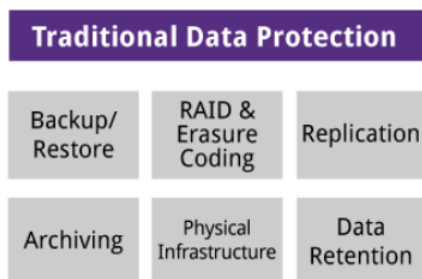 Traditional Data Protection
Backup/
Restore
RAID &
Erasure
Coding
Replication
Archiving
Physical
Infrastructure
Data
Retention